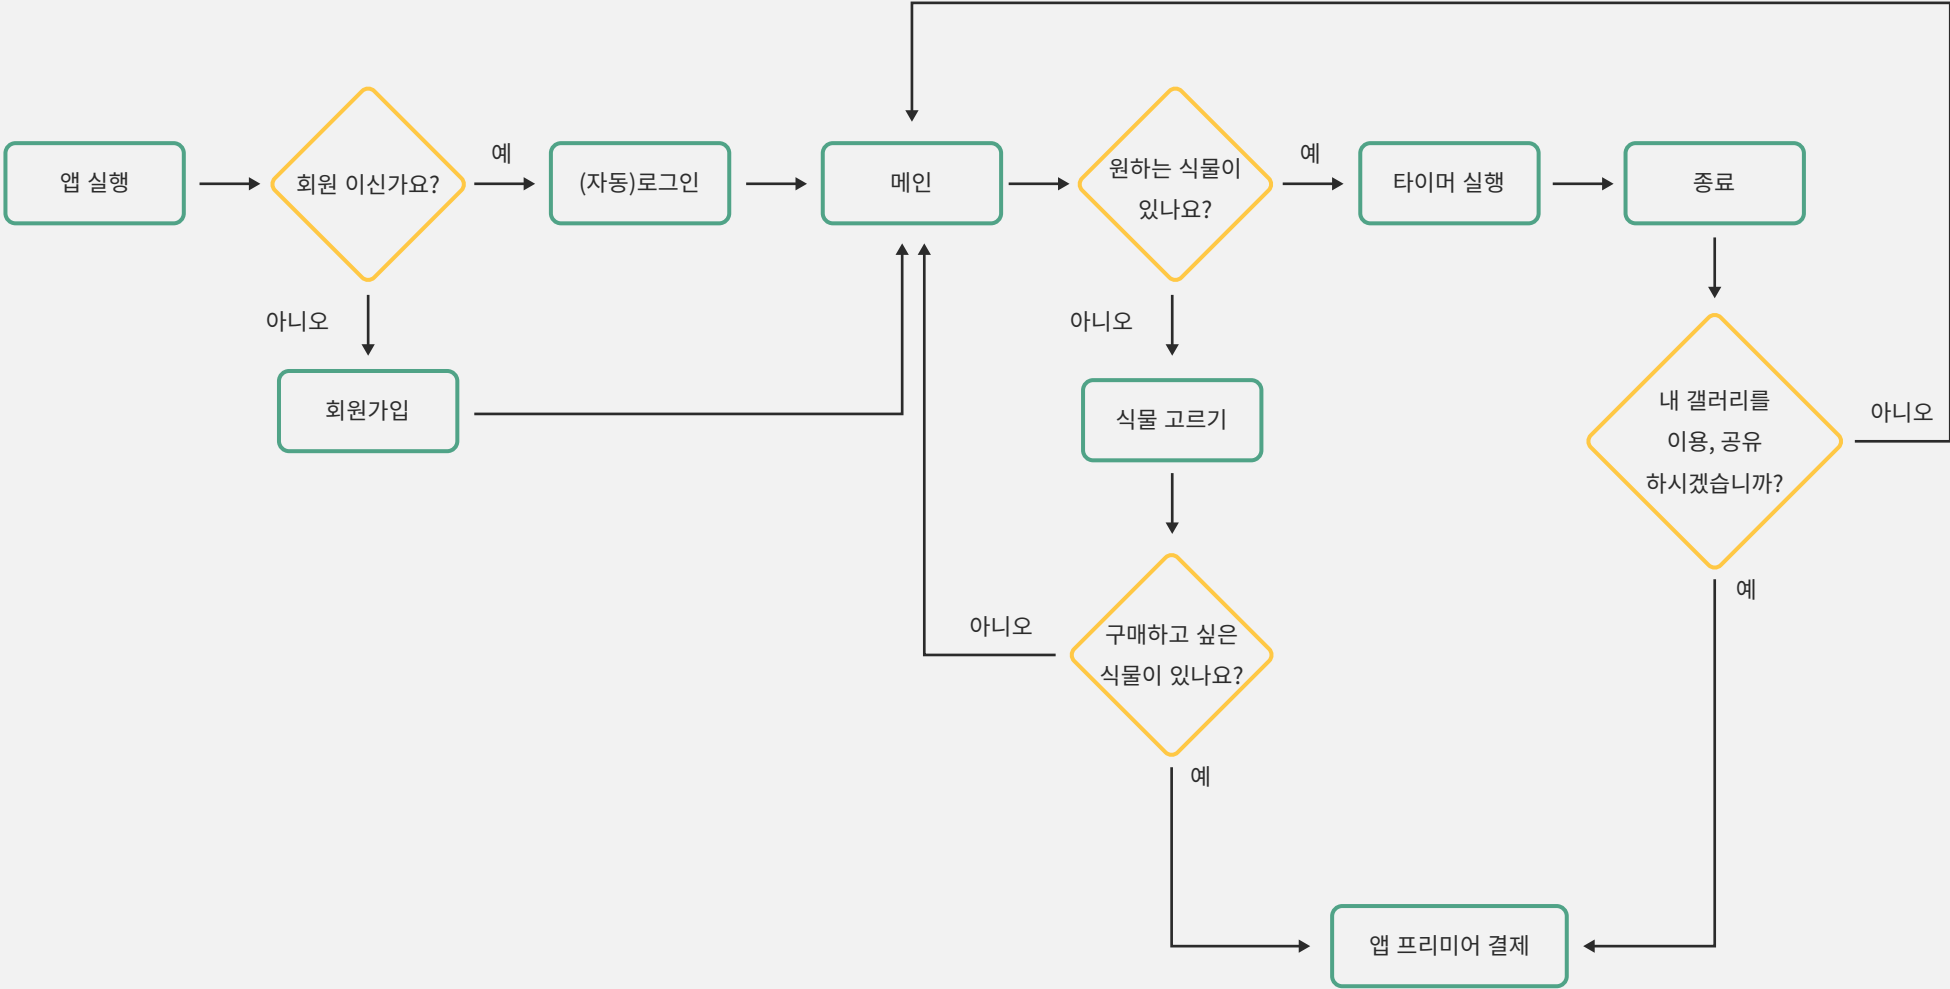 앱 실행
회원 이신가요?
예
(자동)로그인
메인
원하는 식물이
있나요?
예
타이머 실행
종료
아니오
회원가입
아니오
식물 고르기
내 갤러리를
이용, 공유
하시겠습니까?
아니오
예
아니오
구매하고 싶은
식물이 있나요?
예
앱 프리미어 결제